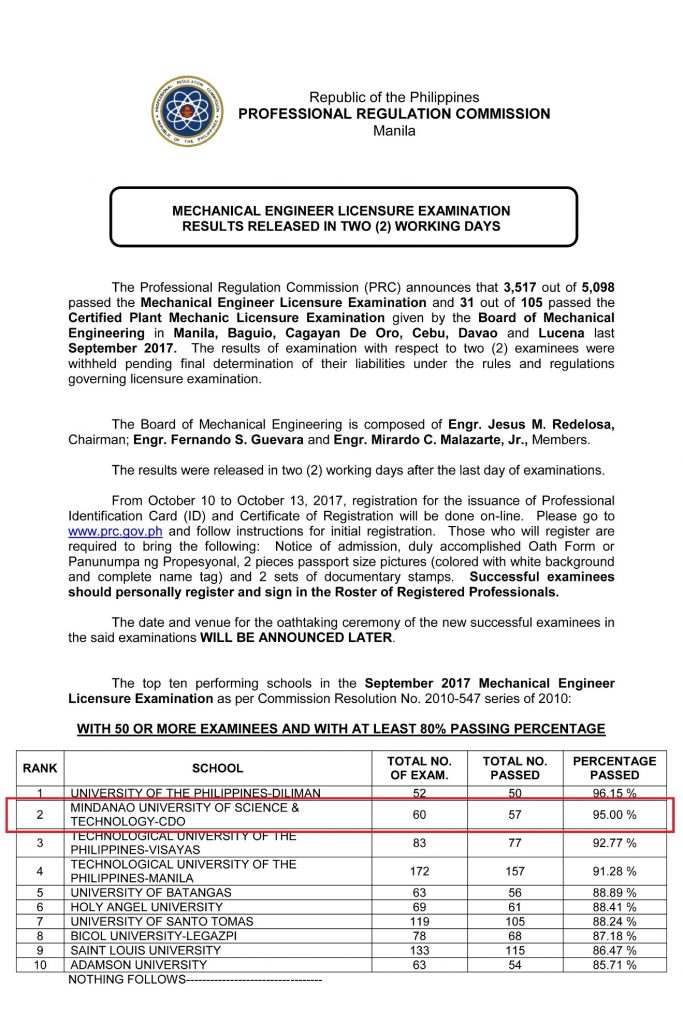 Republic of the Philippines
PROFESSIONAL REGULATION COMMISSION
Manila
MECHANICAL ENGINEER LICENSURE EXAMINATION
RESULTS RELEASED IN TWO (2) WORKING DAYS
The Professional Regulation Commission (PRC) announces that 3,517 out of 5,098
passed the Mechanical Engineer Licensure Examination and 31 out of 105 passed the
Certified Plant Mechanic Licensure Examination given by the Board of Mechanical
Engineering in Manila, Baguio, Cagayan De Oro, Cebu, Davao and Lucena last
September 2017. The results of examination with respect to two (2) examinees were
withheld pending final determination of their liabilities under the rules and regulations
governing licensure examination.
The Board of Mechanical Engineering is composed of Engr. Jesus M. Redelosa,
Chairman; Engr. Fernando S. Guevara and Engr. Mirardo C. Malazarte, Jr., Members.
The results were released in two (2) working days after the last day of examinations.
From October 10 to October 13, 2017, registration for the issuance of Professional
Identification Card (ID) and Certificate of Registration will be done on-line. Please go to
www.prc.gov.ph and follow instructions for initial registration. Those who will register are
required to bring the following: Notice of admission, duly accomplished Oath Form or
Panunumpa ng Propesyonal, 2 pieces passport size pictures (colored with white background
and complete name tag) and 2 sets of documentary stamps. Successful examinees
should personally register and sign in the Roster of Registered Professionals.
The date and venue for the oathtaking ceremony of the new successful examinees in
the said examinations WILL BE ANNOUNCED LATER.
The top ten performing schools in the September 2017 Mechanical Engineer
Licensure Examination as per Commission Resolution No. 2010-547 series of 2010:
WITH 50 OR MORE EXAMINEES AND WITH AT LEAST 80% PASSING PERCENTAGE
RANK SCHOOL TOTAL NO. OF EXAM. TOTAL NO. PASSED PERCENTAGE PASSED
1 UNIVERSITY OF THE PHILIPPINES-DILIMAN 52 50 96.15 %
2 MINDANAO UNIVERSITY OF SCIENCE & TECHNOLOGY-CDO 60 57 95.00 %
3 TECHNOLOGICAL UNIVERSITY OF THE PHILIPPINES-VISAYAS 83 77 92.77 %
4 TECHNOLOGICAL UNIVERSITY OF THE PHILIPPINES-MANILA 172 157 91.28 %
5 UNIVERSITY OF BATANGAS 63 56 88.89 %
6 HOLY ANGEL UNIVERSITY 69 61 88.41 %
7 UNIVERSITY OF SANTO TOMAS 119 105 88.24 %
8 BICOL UNIVERSITY-LEGAZPI 78 68 87.18 %
9 SAINT LOUIS UNIVERSITY 133 115 86.47 %
10 ADAMSON UNIVERSITY 63 54 85.71 %
NOTHING FOLLOWS----------------------------------